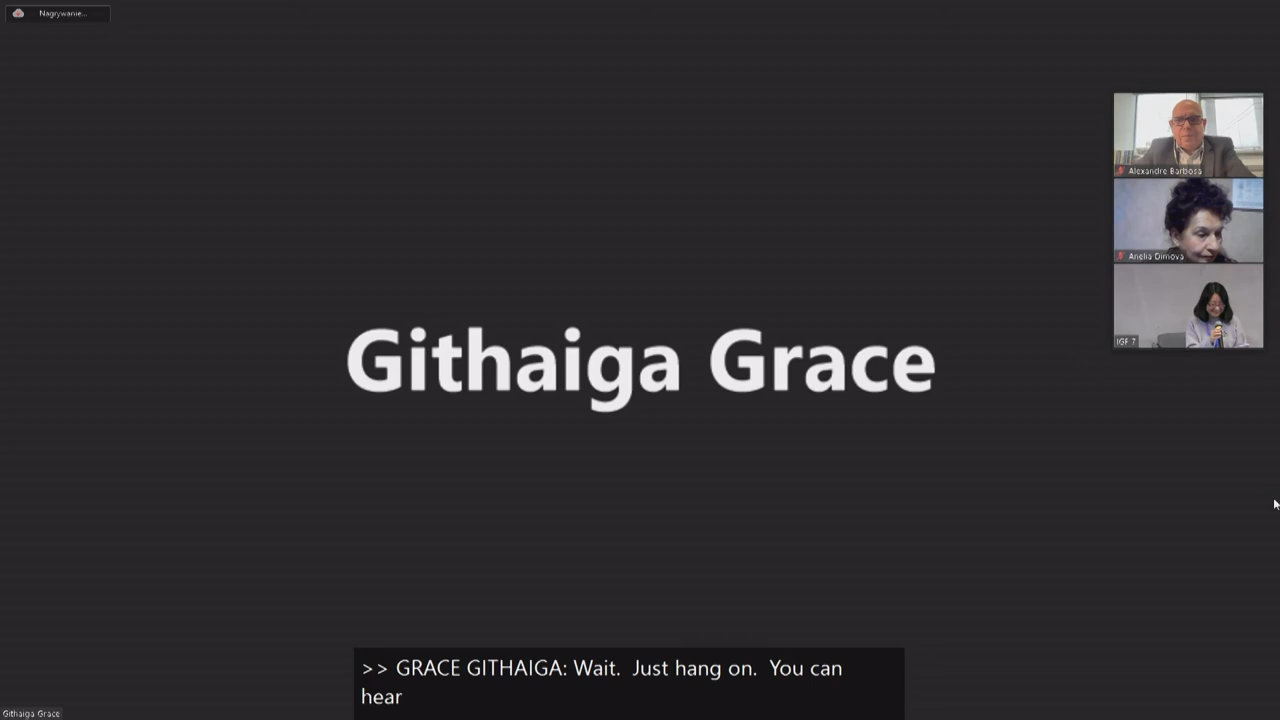 Nagrywanie...
Alexandre Barbosa
Anelia Dimova
IGF 7
Githaiga Grace
>> GRACE GITHAIGA: Wait.  Just hang on.  You can
hear
Githaiga Grace